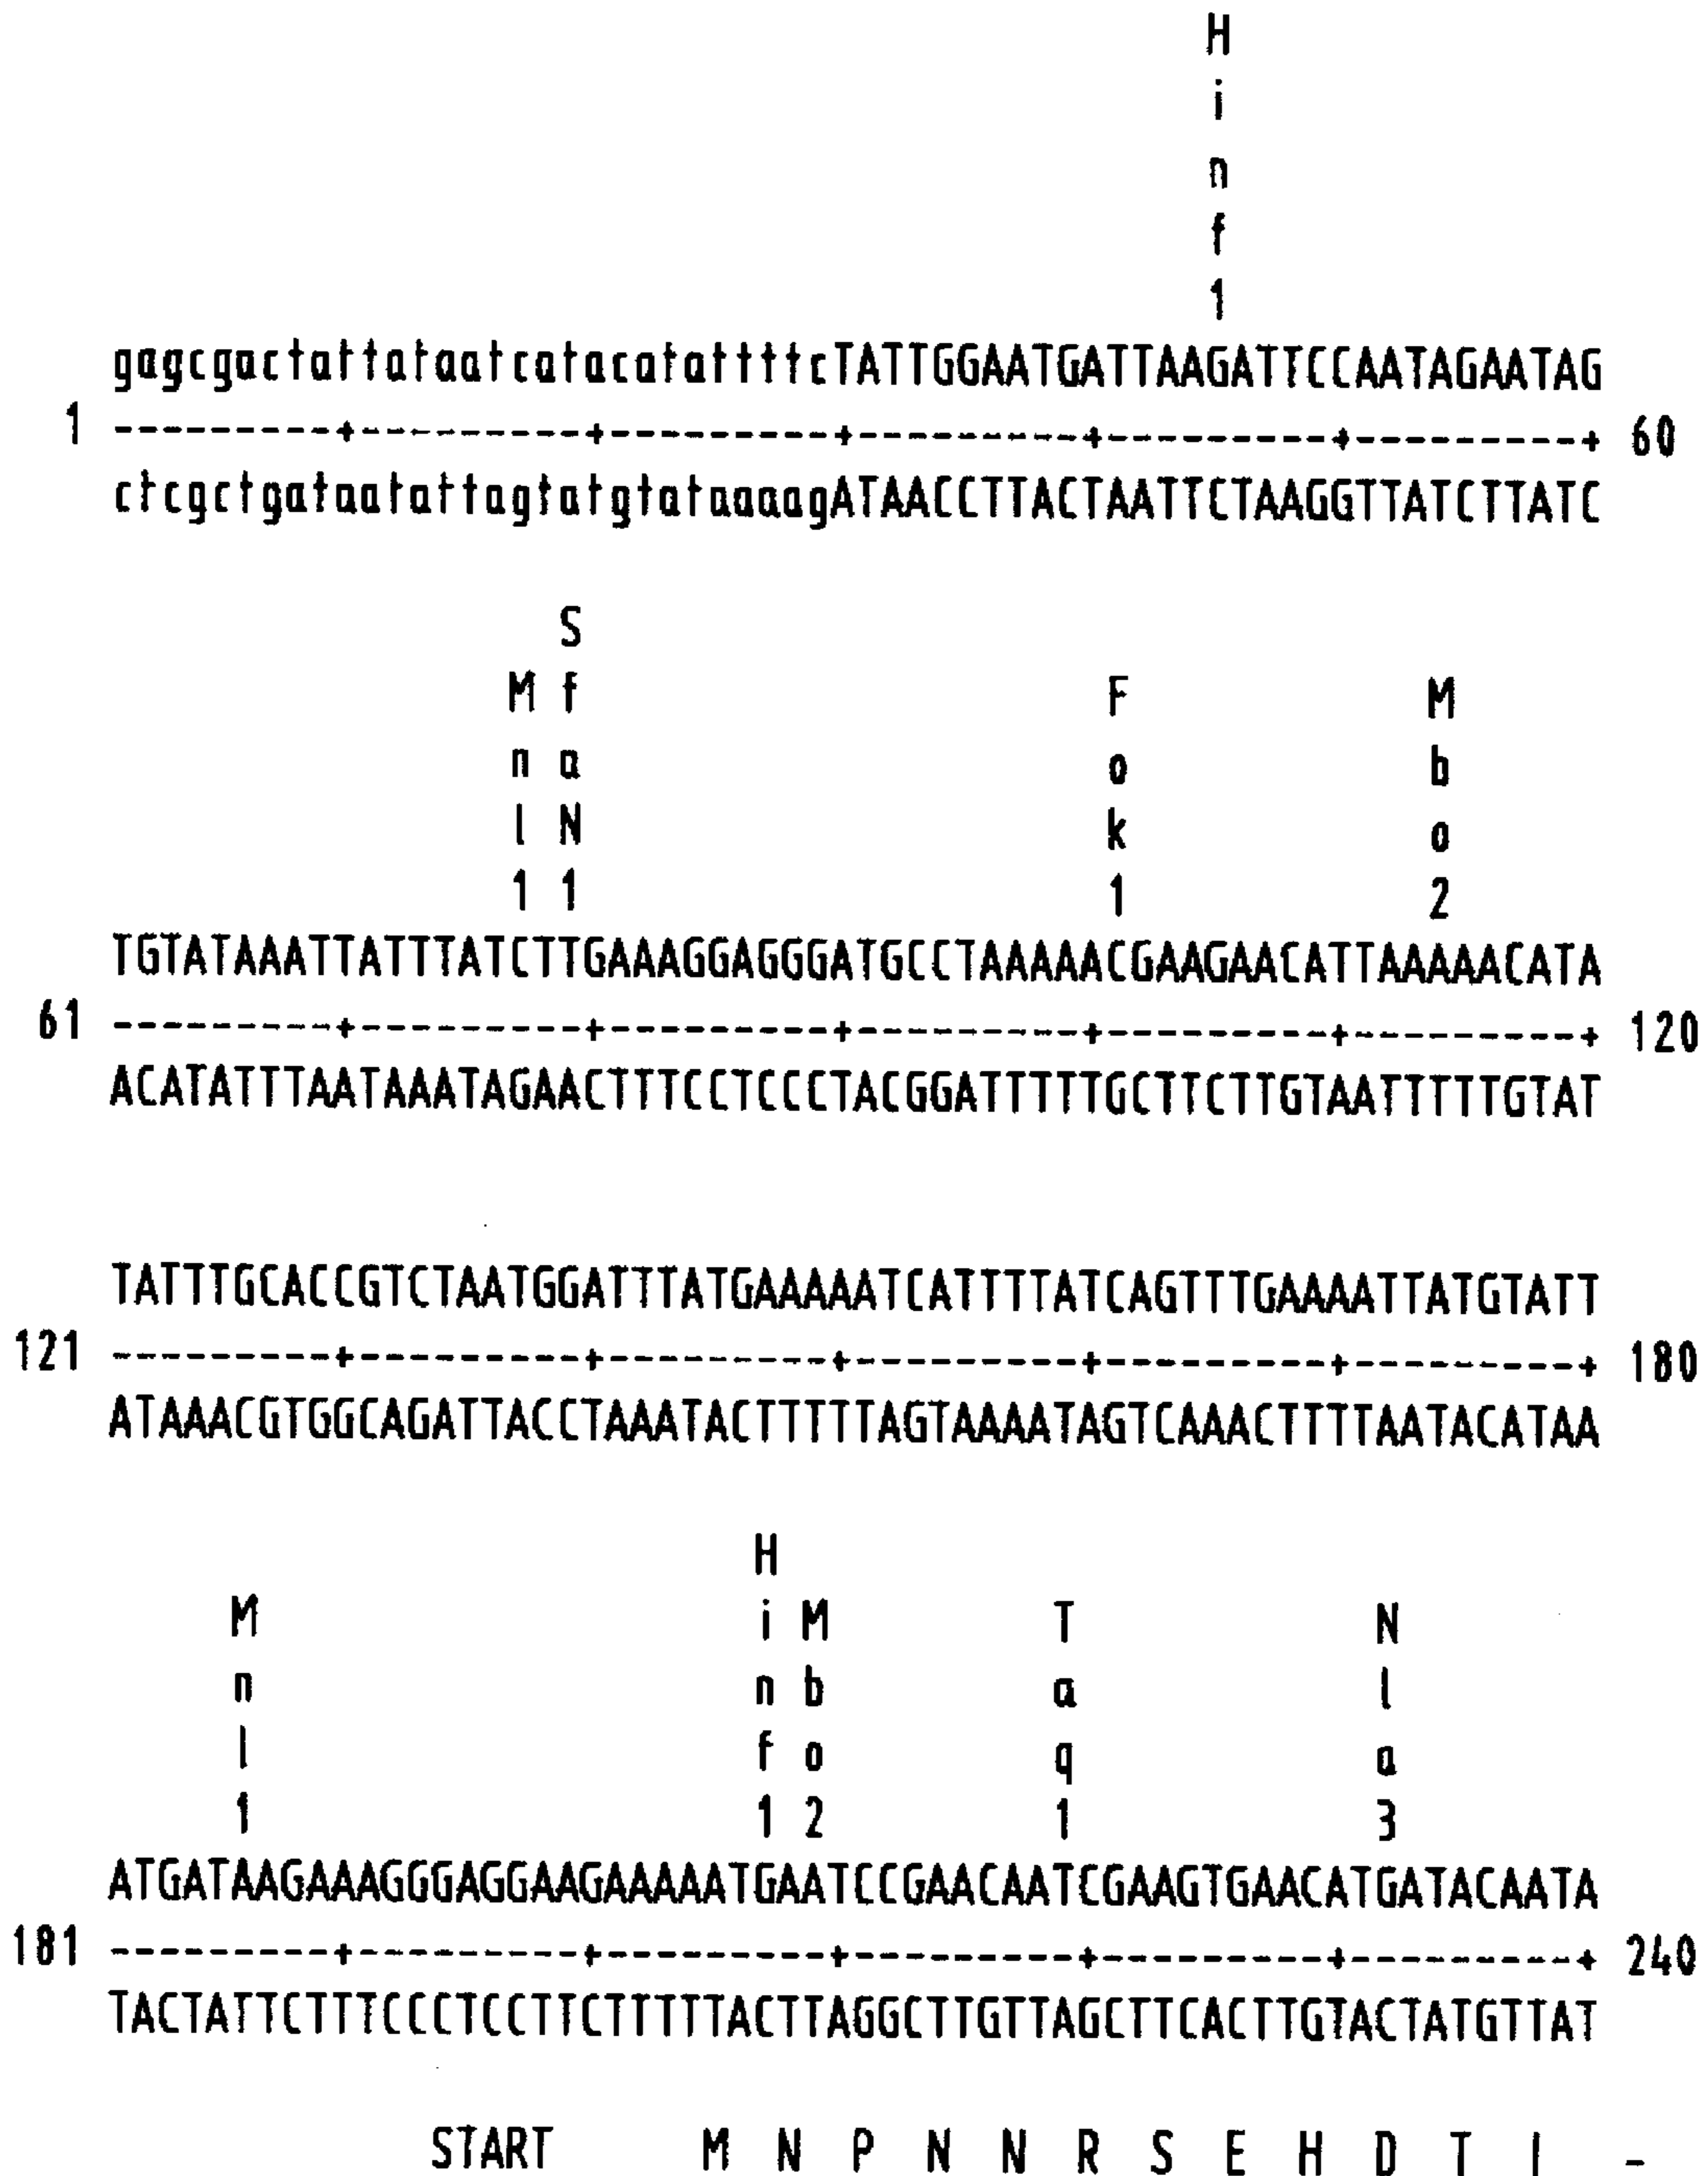 H
i
n
f
1
gagcgactattataatcatacatattttcTATTGGAATGATTAAGATTCCAATAGAATAG
1 ---------+---------+---------+---------+---------+---------+ 60
ctcgctgataatattagtatgtataaaagATAACCTTACTAATTCTAAGGTTATCTTATC
S
M f F M
n a o b
l N k o
1 1 1 2
TGTATAAATTATTTATCTTGAAAGGAGGGATGCCTAAAAACGAAGAACATTAAAAACATA
61 ---------+---------+---------+---------+---------+---------+ 120
ACATATTTAATAAATAGAACTTTCCTCCCTACGGATTTTTGCTTCTTGTAATTTTTGTAT
TATTTGCACCGTCTAATGGATTTATGAAAAATCATTTTATCAGTTTGAAAATTATGTATT
121 ---------+---------+---------+---------+---------+---------+ 180
ATAAACGTGGCAGATTACCTAAATACTTTTTAGTAAAATAGTCAAACTTTTAATACATAA
H
M i M T N
n n b a l
l f o q a
1 1 2 1 3
ATGATAAGAAAGGGAGGAAGAAAAATGAATCCGAACAATCGAAGTGAACATGATACAATA
181 ---------+---------+---------+---------+---------+---------+ 240
TACTATTCTTTCCCTCCTTCTTTTTACTTAGGCTTGTTAGCTTCACTTGTACTATGTTAT
START M N P N N R S E H D T I -